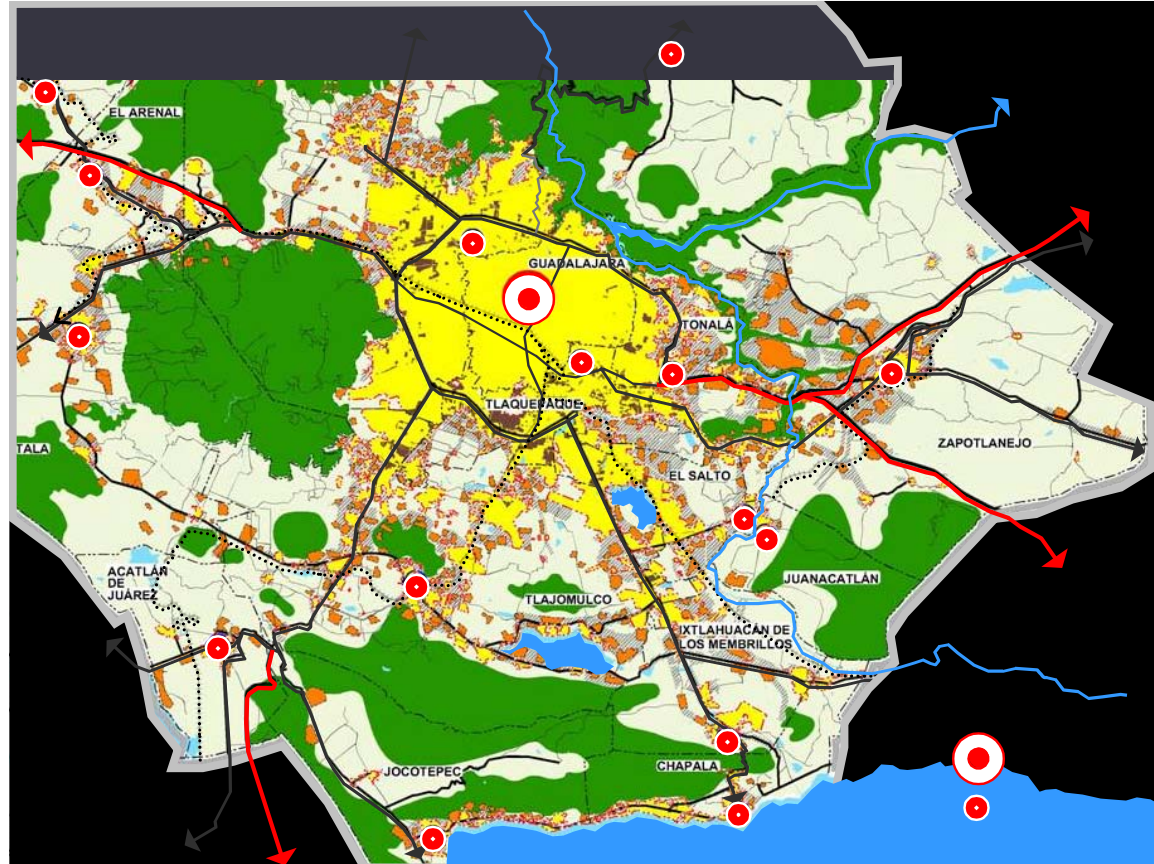 EL ARENAL
GUADALAJARA
TONALÁ
TLAQUEPAQUE
ZAPOTLANEJO
TALA
EL SALTO
ACATLÁN
DE
JUÁREZ
JUANACATLÁN
TLAJOMULCO
IXTLAHUACÁN DE
LOS MEMBRILLOS
CHAPALA
JOCOTEPEC